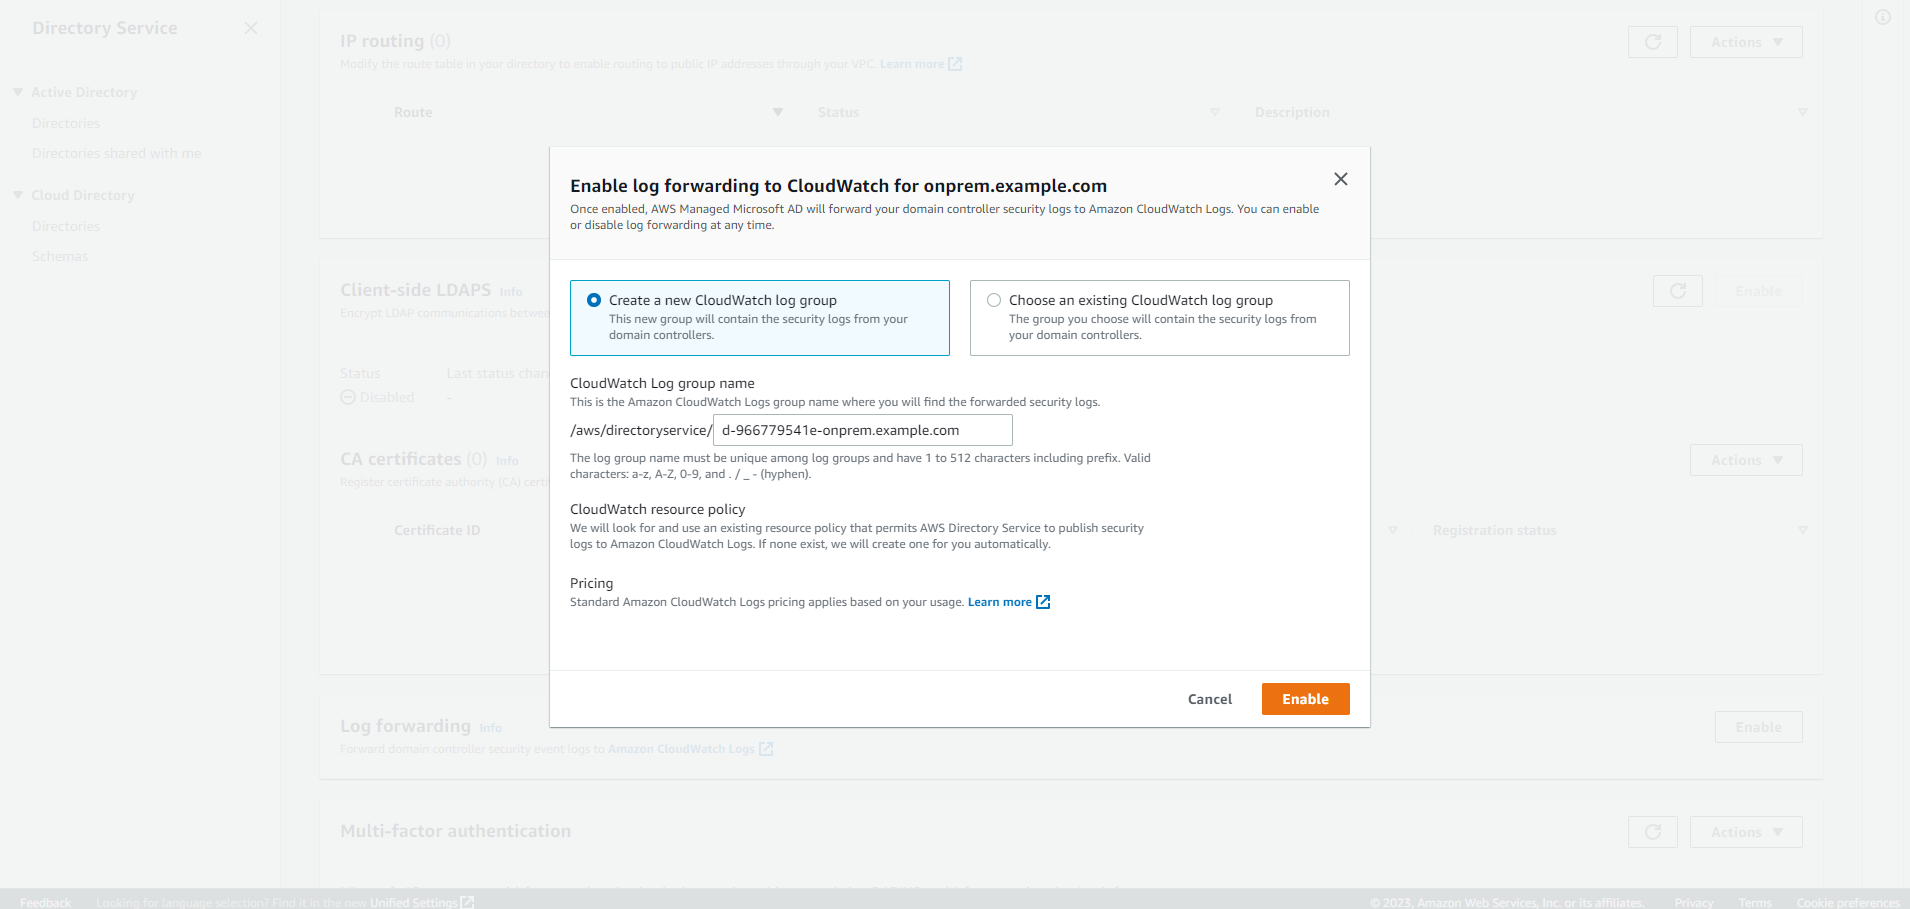 Directory Service
Active Directory
Directories
Directories shared with me
Cloud Directory
Directories
Schemas
IP routing (0)
Actions
Modify the route table in your directory to enable routing to public IP addresses through your VPC. Learn more
Route Status Description
Enable log forwarding to CloudWatch for onprem.example.com
Once enabled, AWS Managed Microsoft AD will forward your domain controller security logs to Amazon CloudWatch Logs. You can enable
or disable log forwarding at any time.
Create a new CloudWatch log group
This new group will contain the security logs from your
domain controllers.
Choose an existing CloudWatch log group
The group you choose will contain the security logs from
your domain controllers.
CloudWatch Log group name
This is the Amazon CloudWatch Logs group name where you will find the forwarded security logs.
/aws/directoryservice/ d-966779541e-onprem.example.com
The log group name must be unique among log groups and have 1 to 512 characters including prefix. Valid
characters: a-z, A-Z, 0-9, and . / _ - (hyphen).
CloudWatch resource policy
We will look for and use an existing resource policy that permits AWS Directory Service to publish security
logs to Amazon CloudWatch Logs. If none exist, we will create one for you automatically.
Pricing
Standard Amazon CloudWatch Logs pricing applies based on your usage. Learn more
Cancel Enable
Client-side LDAPS Info
Enable
Encrypt LDAP communications betwee
Status Last status chan
Disabled -
CA certificates (0) Info
Actions
Register certificate authority (CA) certi
Certificate ID Registration status
Log forwarding Info
Enable
Forward domain controller security event logs to Amazon CloudWatch Logs
Multi-factor authentication
Actions
Feedback Looking for language selection? Find it in the new Unified Settings © 2023, Amazon Web Services, Inc. or its affiliates. Privacy Terms Cookie preferences